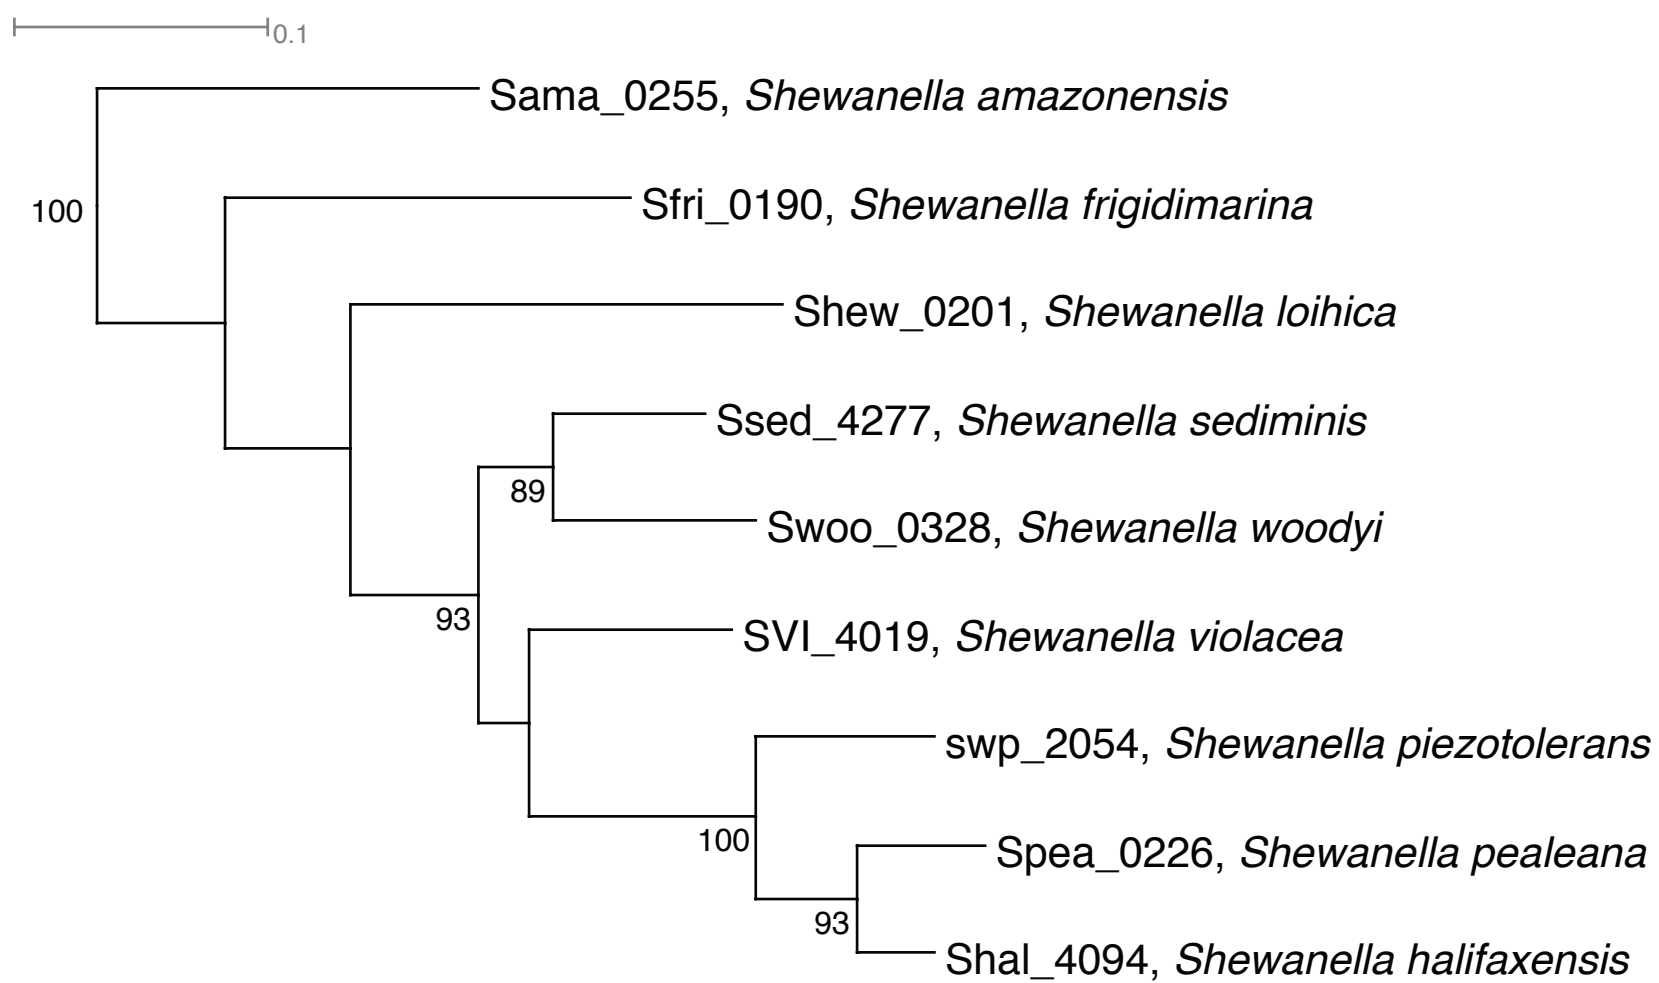 0.1
Sama_0255, Shewanella amazonensis
100
Sfri_0190, Shewanella frigidimarina
Shew_0201, Shewanella loihica
Ssed_4277, Shewanella sediminis
89
Swoo_0328, Shewanella woodyi
93
SVI_4019, Shewanella violacea
swp_2054, Shewanella piezotolerans
100
Spea_0226, Shewanella pealeana
93
Shal_4094, Shewanella halifaxensis